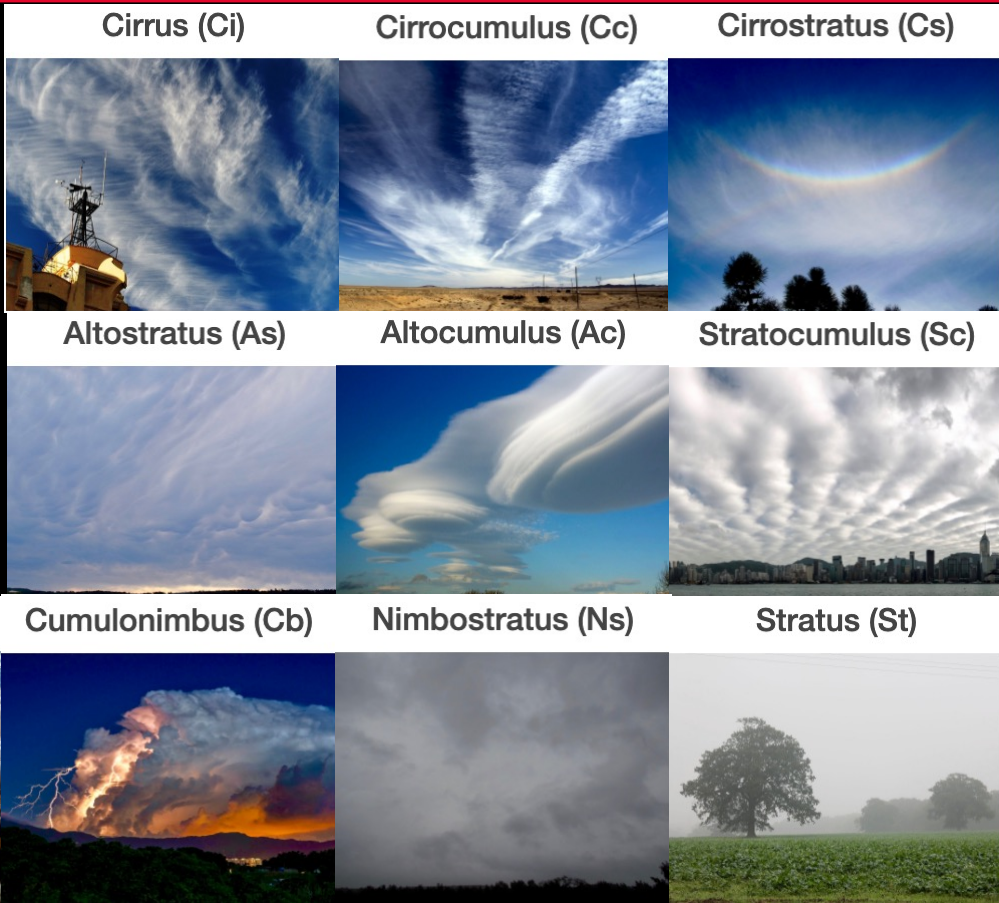 Cirrus (Ci)
Cirrocumulus (Cc)
Cirrostratus (Cs)
Altostratus (As)
Altocumulus (Ac)
Stratocumulus (Sc)
Cumulonimbus (Cb)
Nimbostratus (Ns)
Stratus (St)